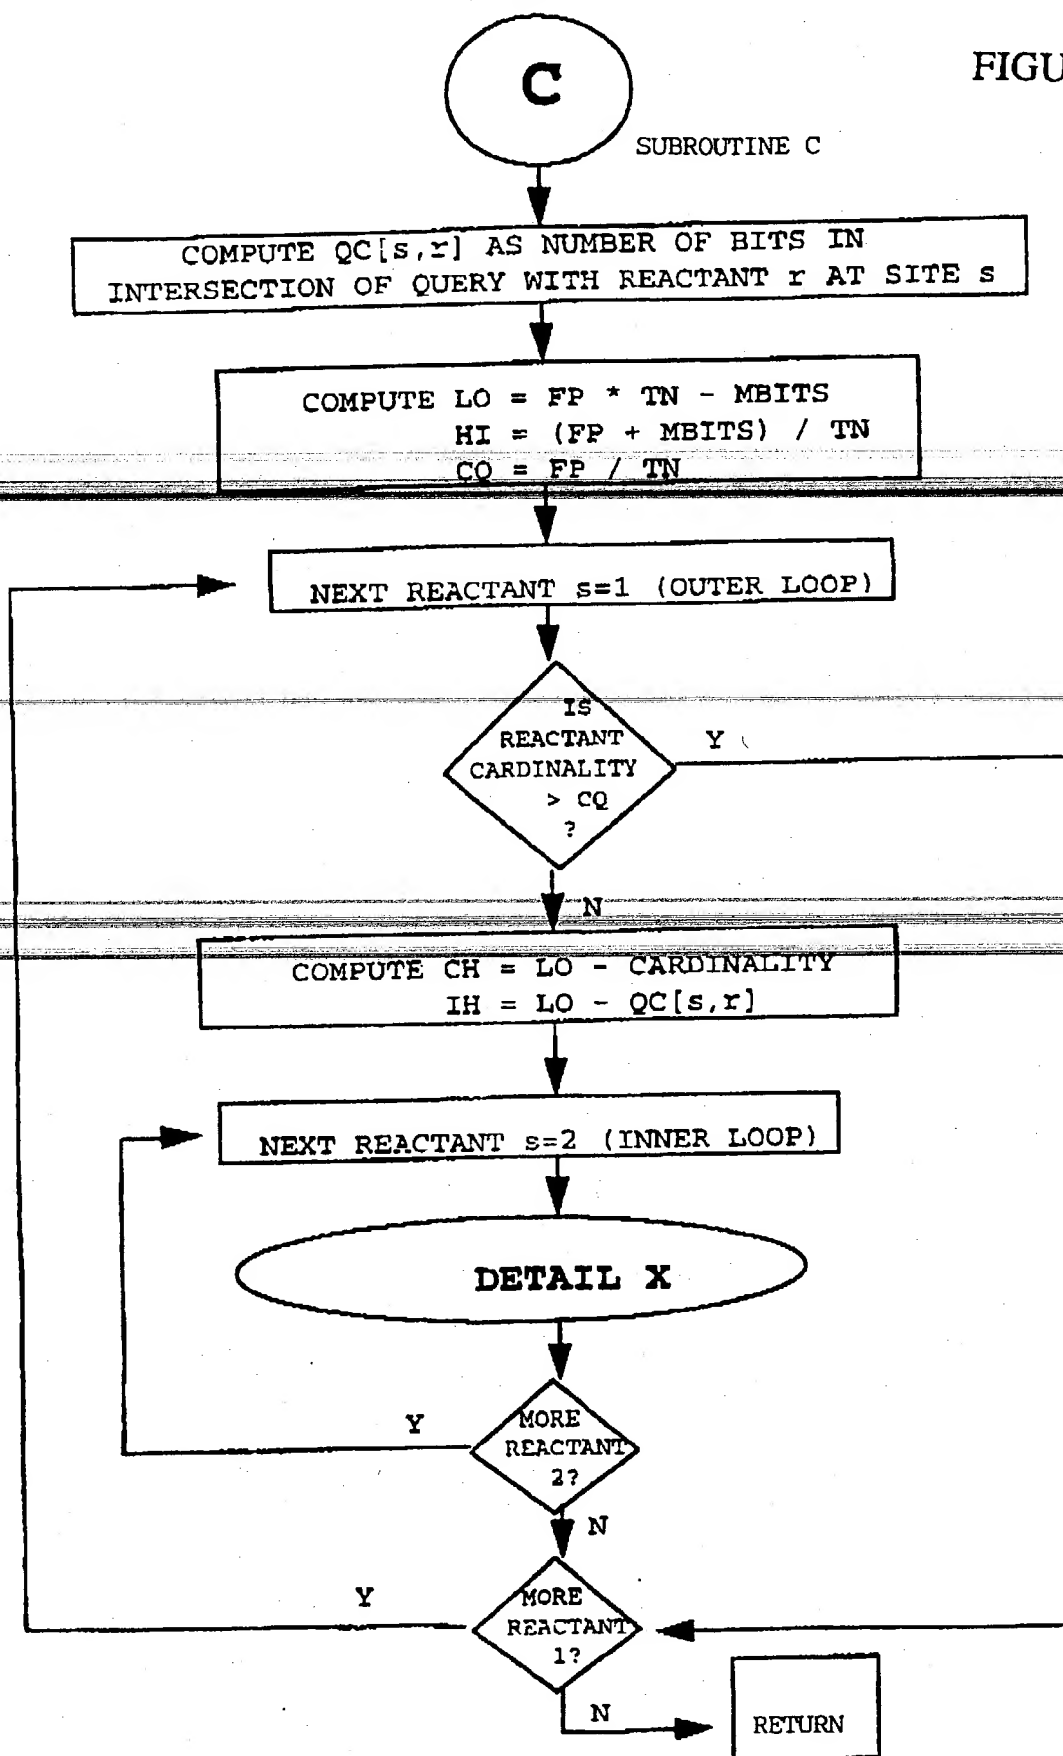 FIGU
C
SUBROUTINE C
COMPUTE QC[s,r] AS NUMBER OF BITS IN
INTERSECTION OF QUERY WITH REACTANT r AT SITE s
COMPUTE LO = FP * TN - MBITS
HI = (FP + MBITS) / TN
CQ = FP / TN
NEXT REACTANT s=1 (OUTER LOOP)
IS
REACTANT
CARDINALITY
> CQ
?
Y
N
COMPUTE CH = LO - CARDINALITY
IH = LO - QC[s,r]
NEXT REACTANT s=2 (INNER LOOP)
DETAIL X
MORE
REACTANT
2?
Y
N
MORE
REACTANT
1?
Y
N
RETURN